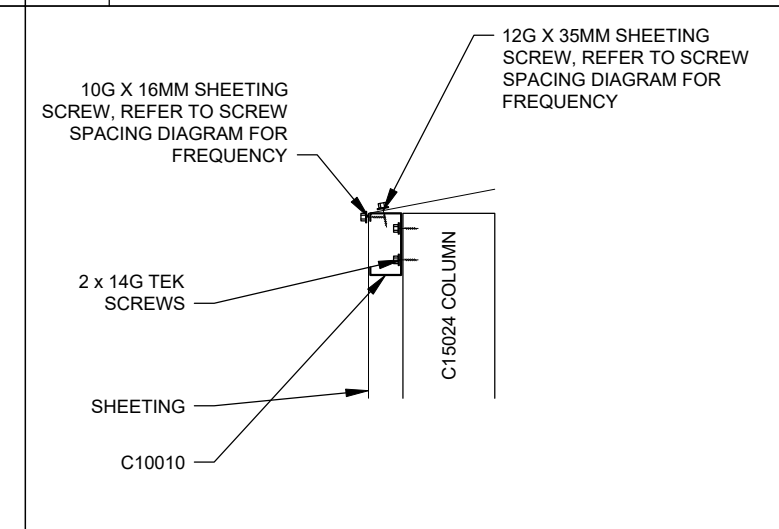 12G X 35MM SHEETING
SCREW, REFER TO SCREW
SPACING DIAGRAM FOR
FREQUENCY
10G X 16MM SHEETING
SCREW, REFER TO SCREW
SPACING DIAGRAM FOR
FREQUENCY
2 x 14G TEK
SCREWS
C15024 COLUMN
SHEETING
C10010